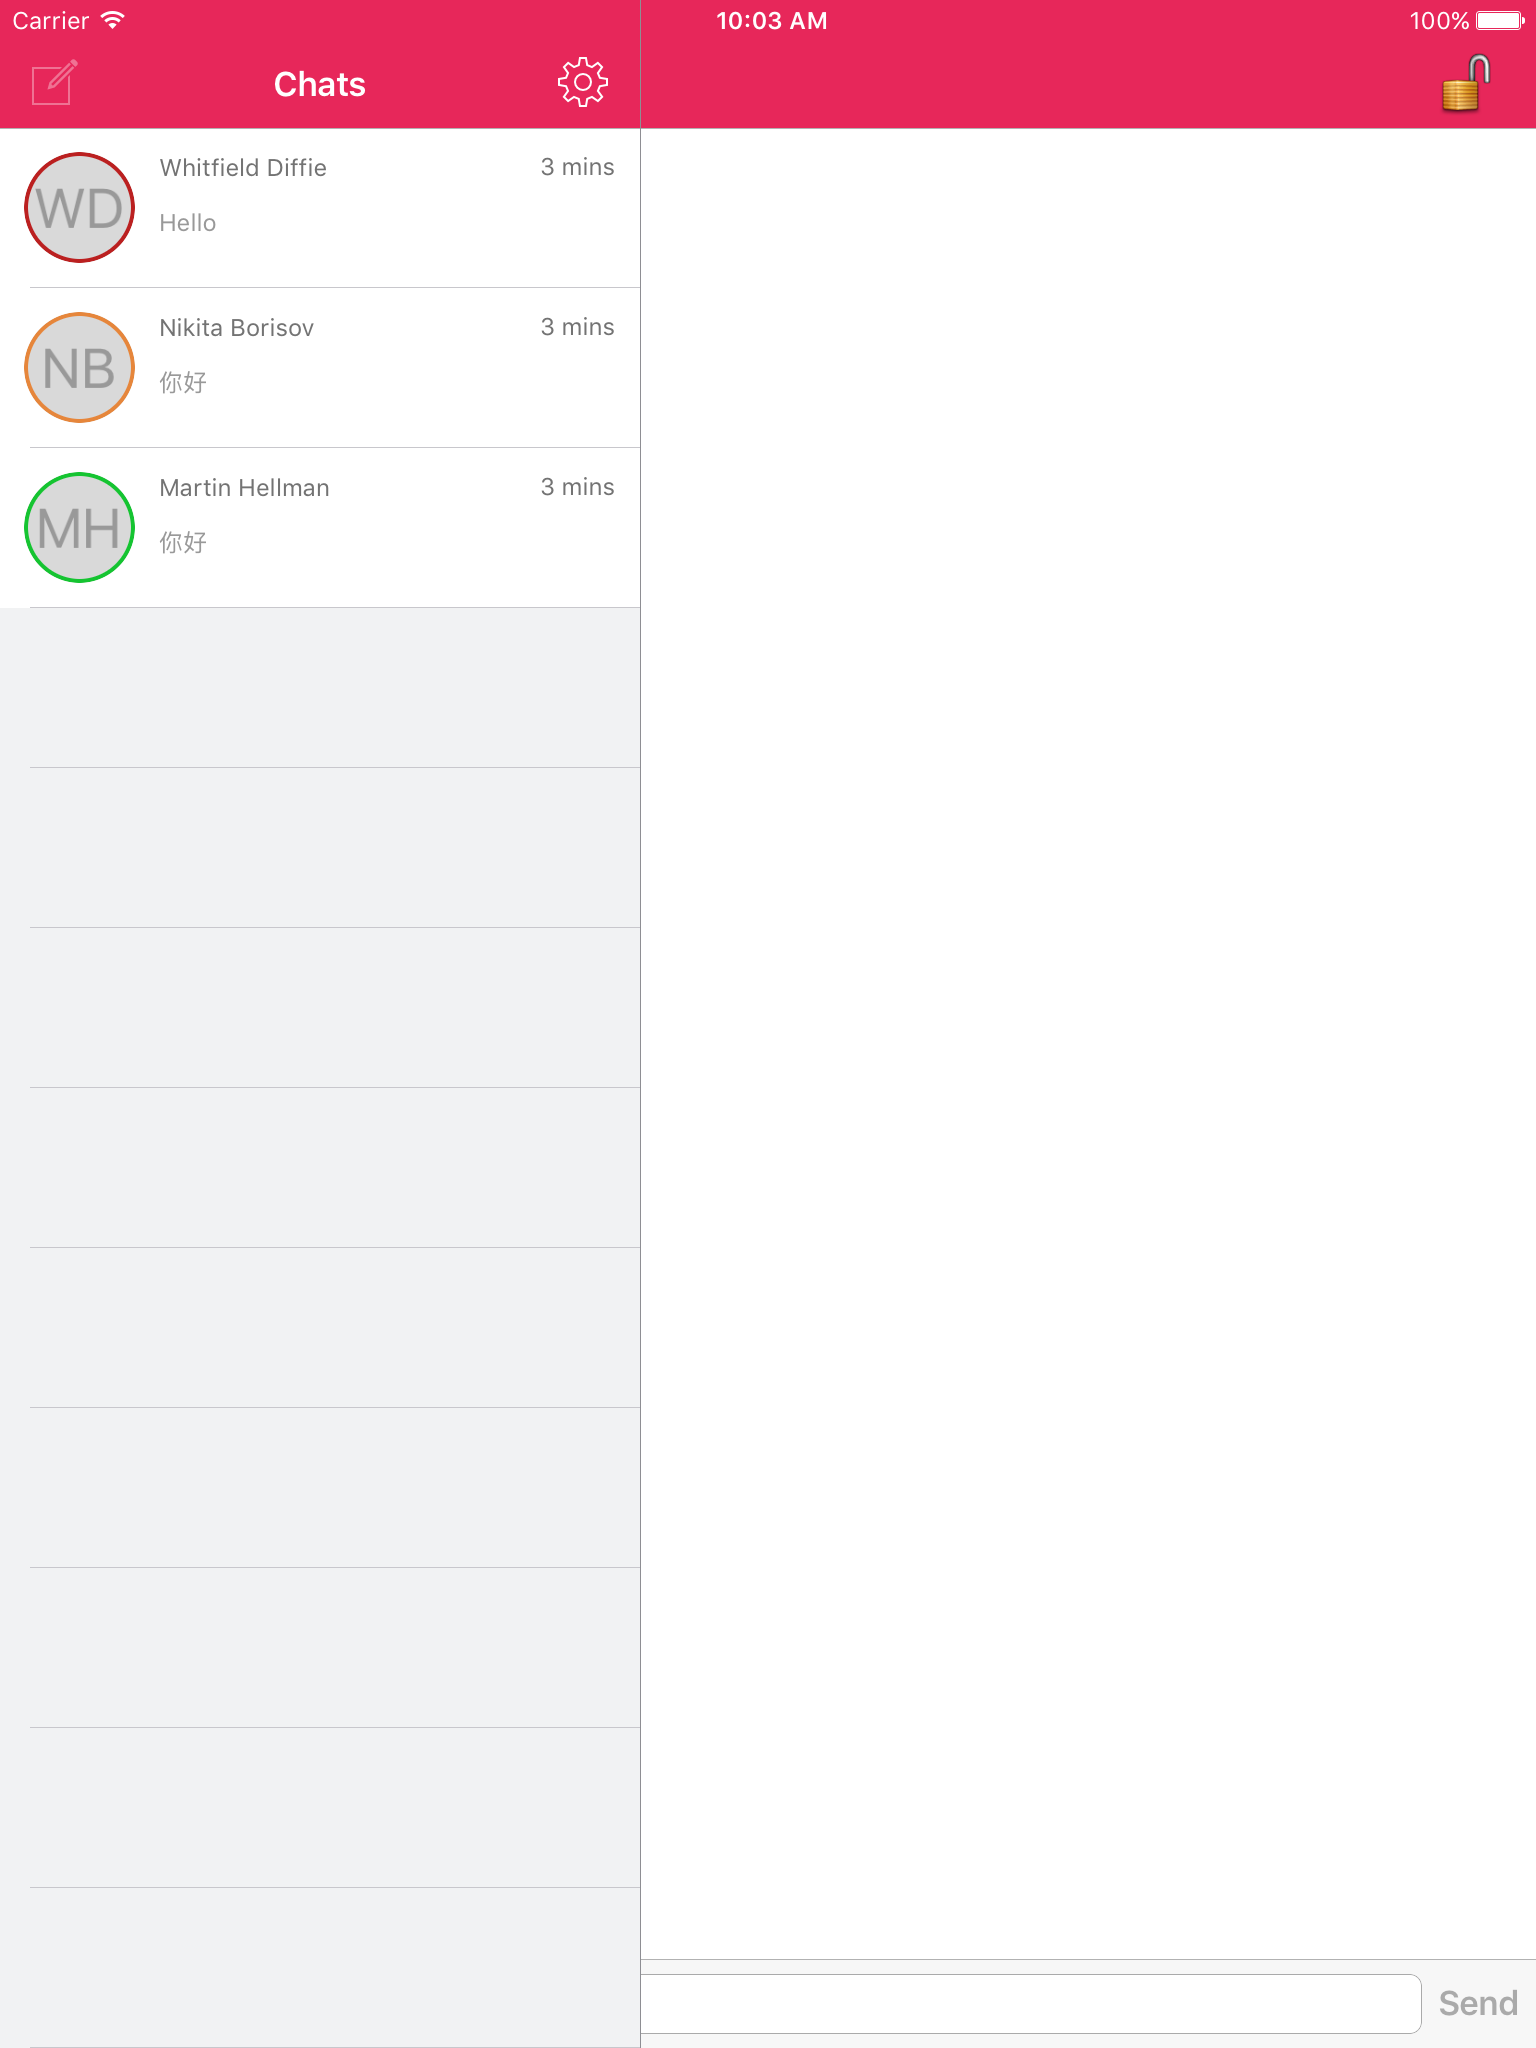 Carrier
10:03 AM
100%
Chats
WD
Whitfield Diffie
3 mins
Hello
NB
Nikita Borisov
3 mins
你好
MH
Martin Hellman
3 mins
你好
Send